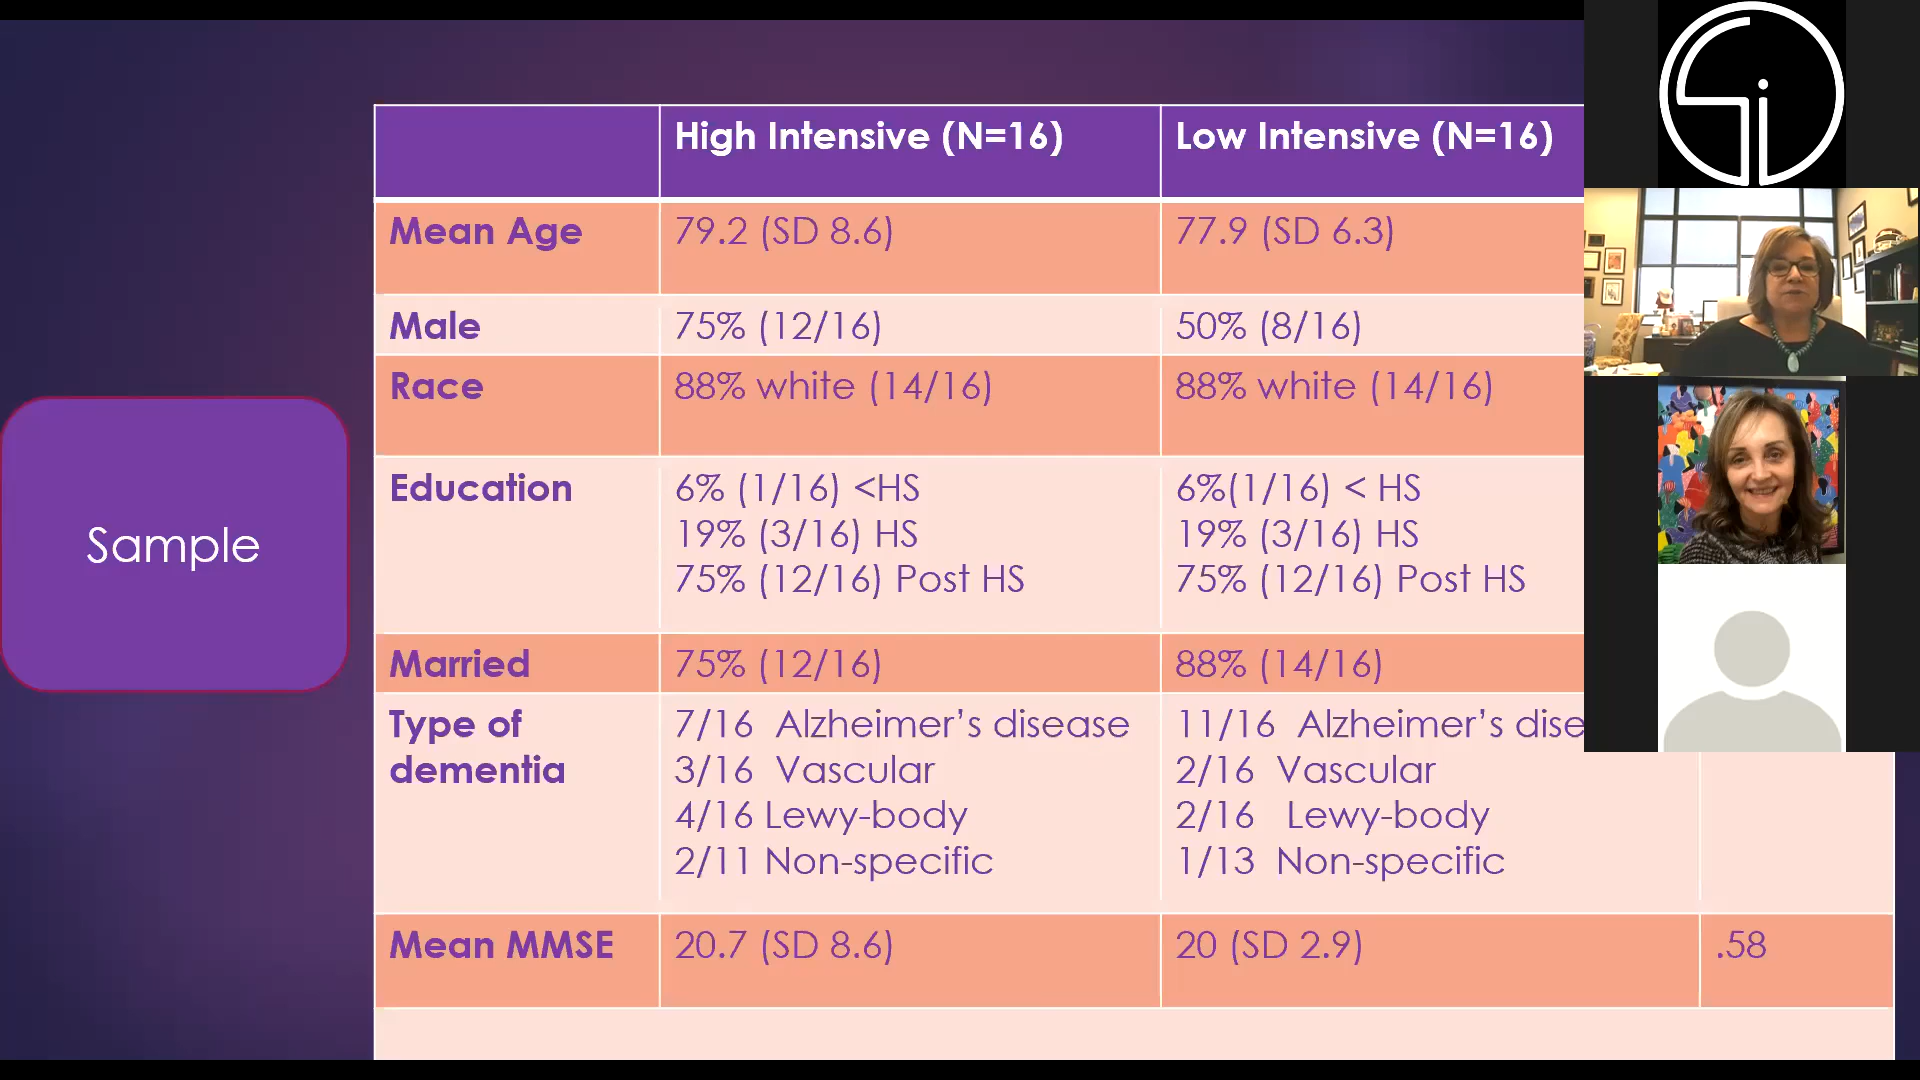 High Intensive (N=16) Low Intensive (N=16)
Mean Age 79.2 (SD 8.6) 77.9 (SD 6.3)
Male 75% (12/16) 50% (8/16)
Race 88% white (14/16) 88% white (14/16)
Education 6% (1/16) <HS 6%(1/16) < HS
19% (3/16) HS 19% (3/16) HS
75% (12/16) Post HS 75% (12/16) Post HS
Sample
Married 75% (12/16) 88% (14/16)
Type of 7/16 Alzheimer’s disease 11/16 Alzheimer’s dise
dementia 3/16 Vascular 2/16 Vascular
4/16 Lewy-body 2/16 Lewy-body
2/11 Non-specific 1/13 Non-specific
Mean MMSE 20.7 (SD 8.6) 20 (SD 2.9) .58